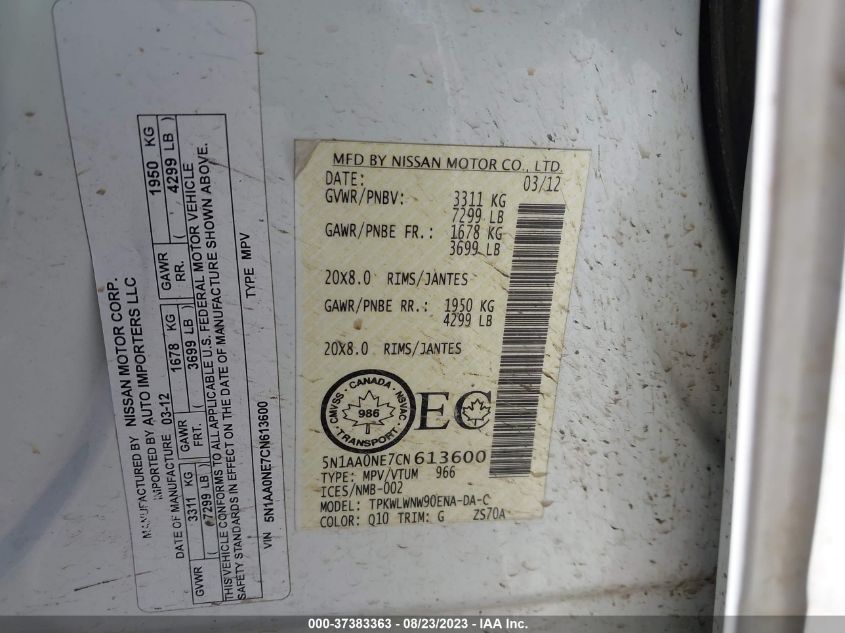 MANUFACTURED BY NISSAN MOTOR CORP.
IMPORTED BY AUTO IMPORTERS LLC
DATE OF MANUFACTURE 03-12
GVWR 3311 KG ( 7299 LB )
GAWR FRT. 1678 KG ( 3699 LB )
GAWR RR. 1950 KG ( 4299 LB )
THIS VEHICLE CONFORMS TO ALL APPLICABLE U.S. FEDERAL MOTOR VEHICLE
SAFETY STANDARDS IN EFFECT ON THE DATE OF MANUFACTURE SHOWN ABOVE.
VIN 5N1AA0NE7CN613600 TYPE MPV
MFD BY NISSAN MOTOR CO., LTD.
DATE: 03/12
GVWR/PNBV: 3311 KG
7299 LB
GAWR/PNBE FR.: 1678 KG
3699 LB
20X8.0 RIMS/JANTES
GAWR/PNBE RR.: 1950 KG
4299 LB
20X8.0 RIMS/JANTES
CANADA
CMVSS 986 NSVAC
TRANSPORT
EC
5N1AA0NE7CN613600
TYPE: MPV/VTUM 966
ICES/NMB-002
MODEL: TPKWLWNW90ENA-DA-C
COLOR: Q10 TRIM: G ZS70A
000-37383363 - 08/23/2023 - IAA Inc.